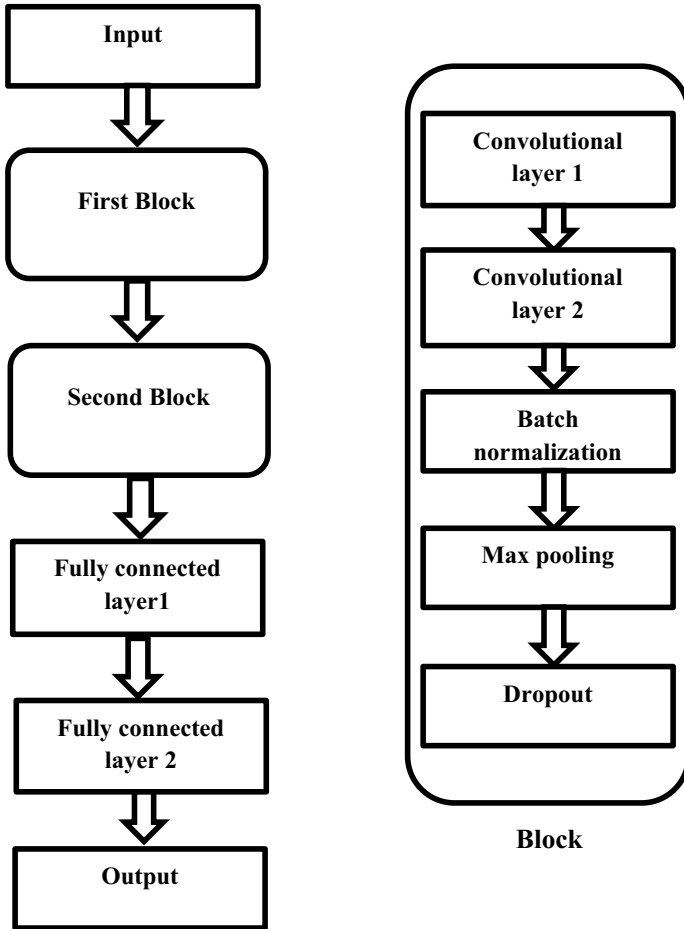 Input
First Block
Second Block
Fully connected
layer1
Fully connected
layer 2
Output
Convolutional
layer 1
Convolutional
layer 2
Batch
normalization
Max pooling
Dropout
Block